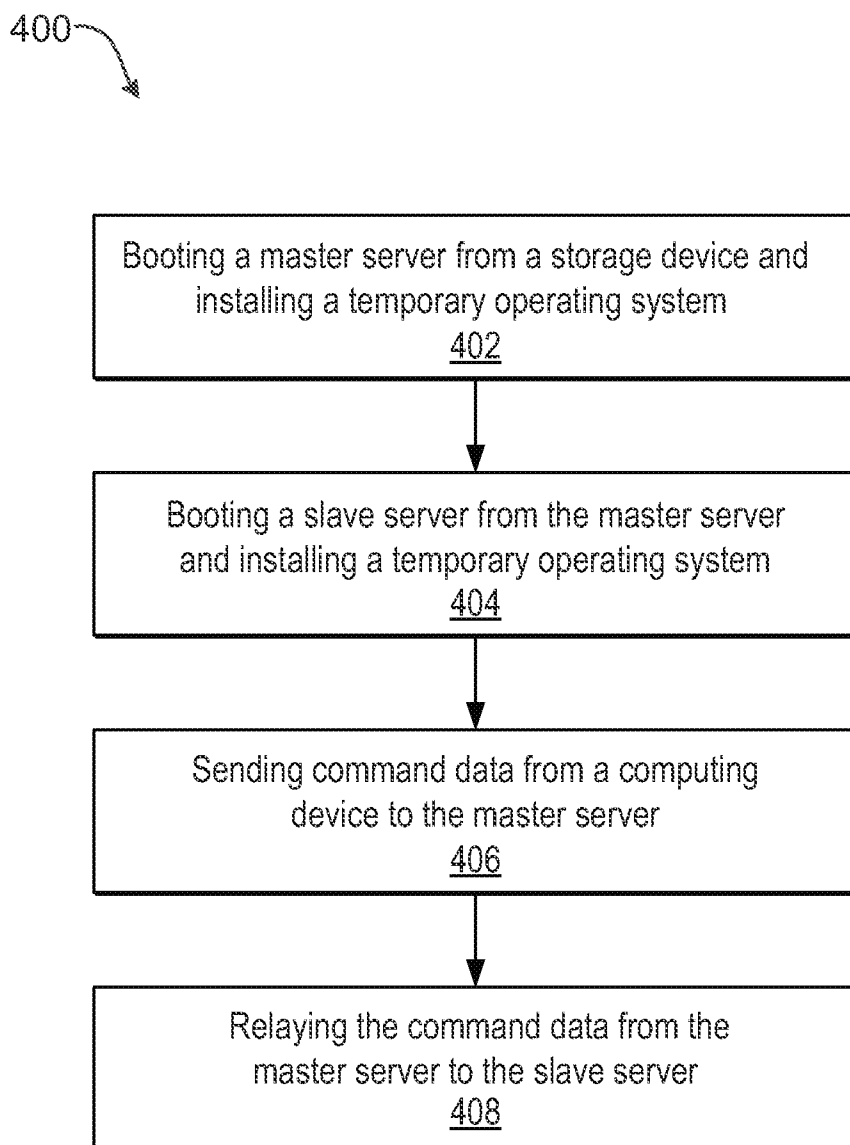 400
Booting a master server from a storage device and
installing a temporary operating system
402
Booting a slave server from the master server
and installing a temporary operating system
404
Sending command data from a computing
device to the master server
406
Relaying the command data from the
master server to the slave server
408